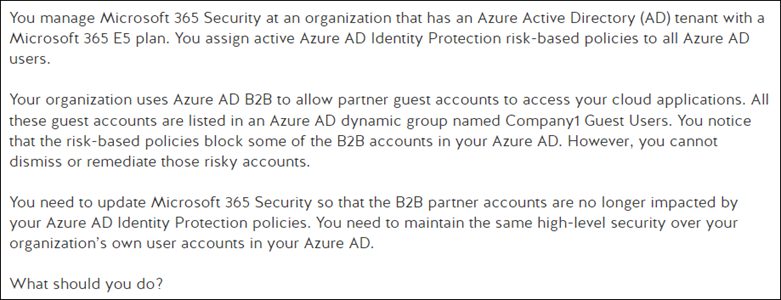 You manage Microsoft 365 Security at an organization that has an Azure Active Directory (AD) tenant with a
Microsoft 365 E5 plan. You assign active Azure AD Identity Protection risk-based policies to all Azure AD
users.
Your organization uses Azure AD B2B to allow partner guest accounts to access your cloud applications. All
these guest accounts are listed in an Azure AD dynamic group named Company1 Guest Users. You notice
that the risk-based policies block some of the B2B accounts in your Azure AD. However, you cannot
dismiss or remediate those risky accounts.
You need to update Microsoft 365 Security so that the B2B partner accounts are no longer impacted by
your Azure AD Identity Protection policies. You need to maintain the same high-level security over your
organization's own user accounts in your Azure AD.
What should you do?